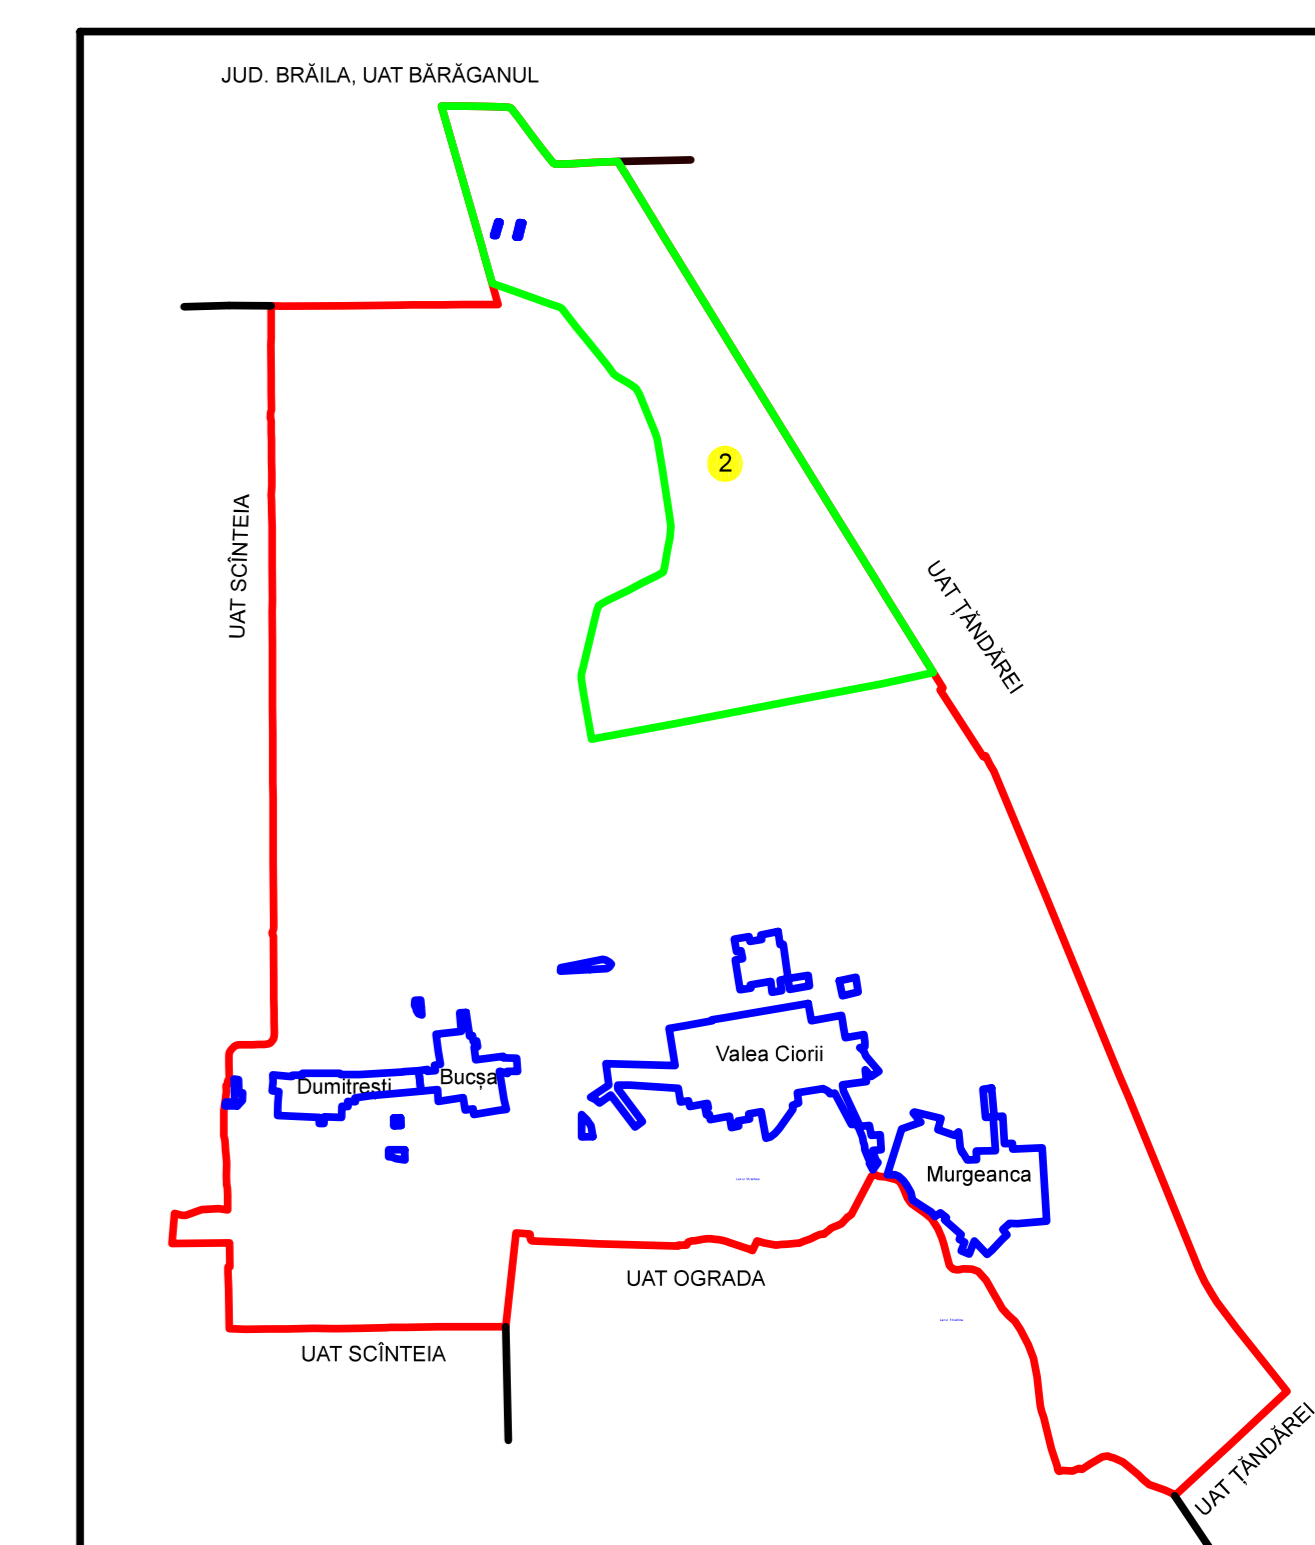 JUD. BRĂILA, UAT BĂRĂGANUL
2
UAT SCÎNTEIA
UAT ȚĂNDĂREI
Valea Ciorii
Bucșa
Dumitrești
Murgeanca
UAT OGRADA
UAT SCÎNTEIA
UAT ȚĂNDĂREI